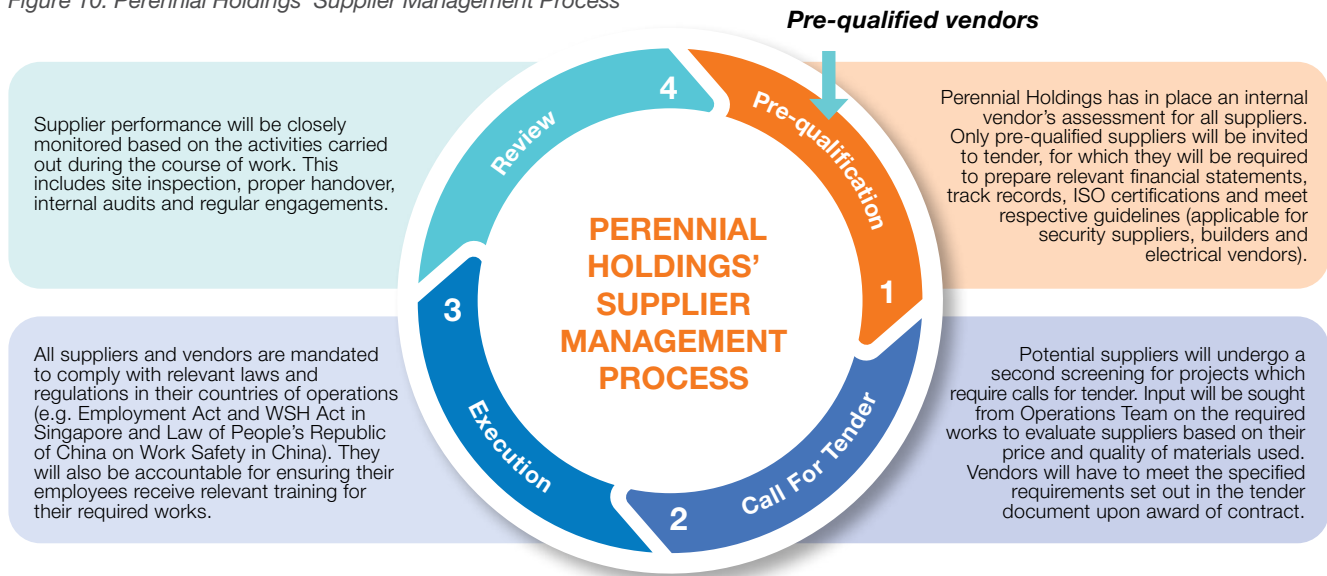 Figure 10: Perennial Holdings' Supplier Management Process
Pre-qualified vendors
Supplier performance will be closely
monitored based on the activities carried
out during the course of work. This
includes site inspection, proper handover,
internal audits and regular engagements.
4
Review
Pre-qualification
1
Perennial Holdings has in place an internal
vendor's assessment for all suppliers.
Only pre-qualified suppliers will be invited
to tender, for which they will be required
to prepare relevant financial statements,
track records, ISO certifications and meet
respective guidelines (applicable for
security suppliers, builders and
electrical vendors).
PERENNIAL
HOLDINGS'
SUPPLIER
MANAGEMENT
PROCESS
All suppliers and vendors are mandated
to comply with relevant laws and
regulations in their countries of operations
(e.g. Employment Act and WSH Act in
Singapore and Law of People's Republic
of China on Work Safety in China). They
will also be accountable for ensuring their
employees receive relevant training for
their required works.
3
Execution
2
Call For Tender
Potential suppliers will undergo a
second screening for projects which
require calls for tender. Input will be sought
from Operations Team on the required
works to evaluate suppliers based on their
price and quality of materials used.
Vendors will have to meet the specified
requirements set out in the tender
document upon award of contract.